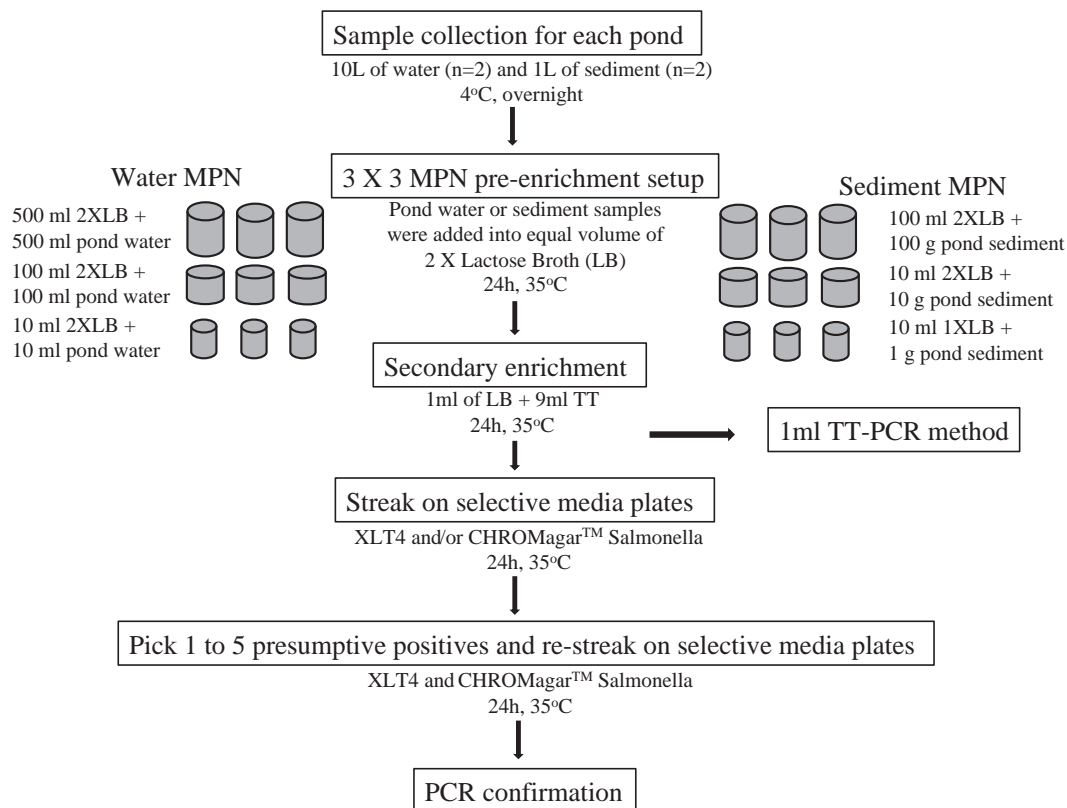 Sample collection for each pond
10L of water (n=2) and 1L of sediment (n=2)
4°C, overnight
3 X 3 MPN pre-enrichment setup
Pond water or sediment samples
were added into equal volume of
2 X Lactose Broth (LB)
24h, 35°C
Water MPN
500 ml 2XLB +
500 ml pond water
100 ml 2XLB +
100 ml pond water
10 ml 2XLB +
10 ml pond water
Sediment MPN
100 ml 2XLB +
100 g pond sediment
10 ml 2XLB +
10 g pond sediment
10 ml 1XLB +
1 g pond sediment
Secondary enrichment
1ml of LB + 9ml TT
24h, 35°C
1ml TT-PCR method
Streak on selective media plates
XLT4 and/or CHROMagar™ Salmonella
24h, 35°C
Pick 1 to 5 presumptive positives and re-streak on selective media plates
XLT4 and CHROMagar™ Salmonella
24h, 35°C
PCR confirmation